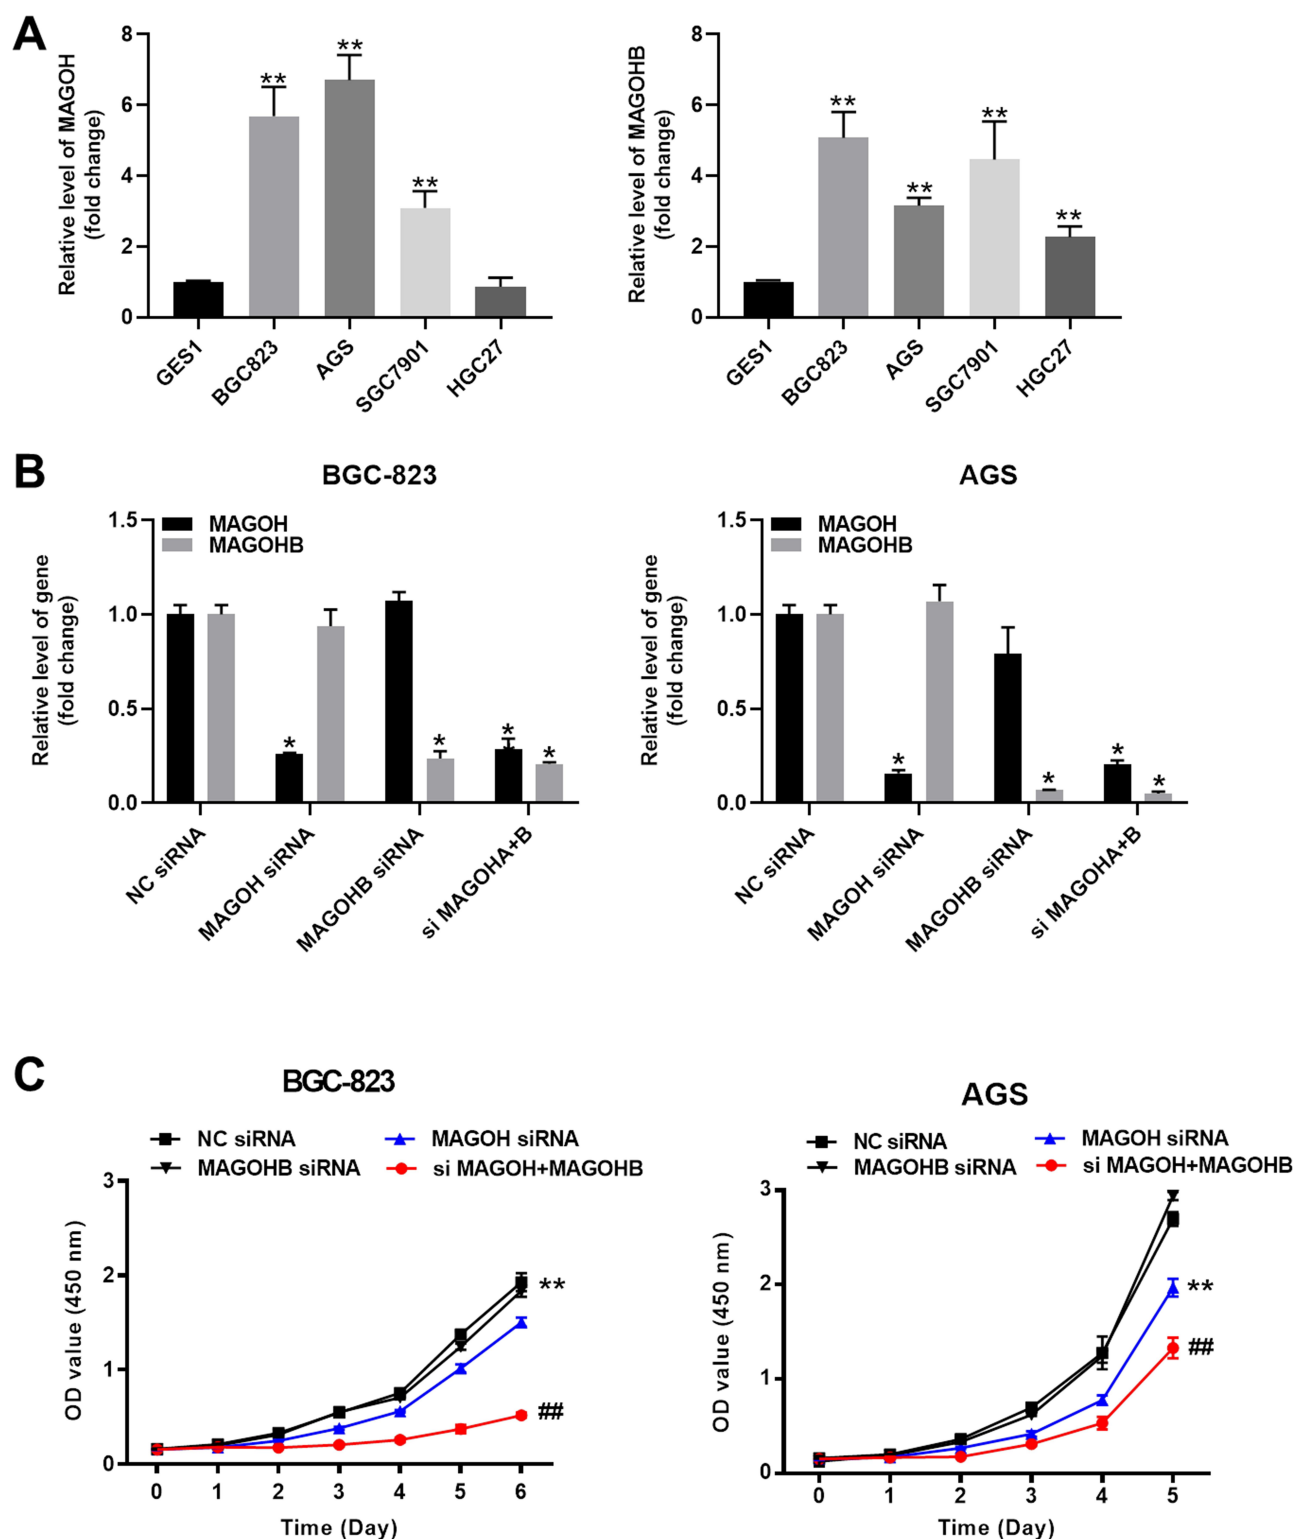 A
Relative level of MAGOH
(fold change)
8
6
4
2
0
**
**
**
GES1
BGC823
AGS
SGC7901
HGC27
Relative level of MAGOHB
(fold change)
8
6
4
2
0
**
**
**
**
GES1
BGC823
AGS
SGC7901
HGC27
B
BGC-823
MAGOH
MAGOHB
Relative level of gene
(fold change)
1.5
1.0
0.5
0.0
*
*
*
*
NC siRNA
MAGOH siRNA
MAGOHB siRNA
si MAGOHA+B
AGS
MAGOH
MAGOHB
Relative level of gene
(fold change)
1.5
1.0
0.5
0.0
*
*
*
*
NC siRNA
MAGOH siRNA
MAGOHB siRNA
si MAGOHA+B
C
BGC-823
NC siRNA
MAGOH siRNA
MAGOHB siRNA
si MAGOH+MAGOHB
OD value (450 nm)
3
2
1
0
**
##
0 1 2 3 4 5 6
Time (Day)
AGS
NC siRNA
MAGOH siRNA
MAGOHB siRNA
si MAGOH+MAGOHB
OD value (450 nm)
3
2
1
0
**
##
0 1 2 3 4 5
Time (Day)